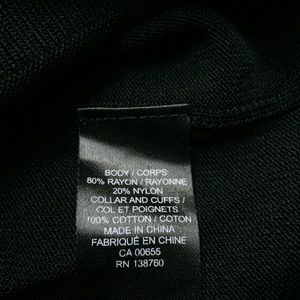 BODY / CORPS
80% RAYON / RAYONNE
20% NYLON
COLLAR AND CUFFS /
COL ET POIGNETS
100% COTTON / COTON
MADE IN CHINA
FABRIQUÉ EN CHINE
CA 00655
RN 138760